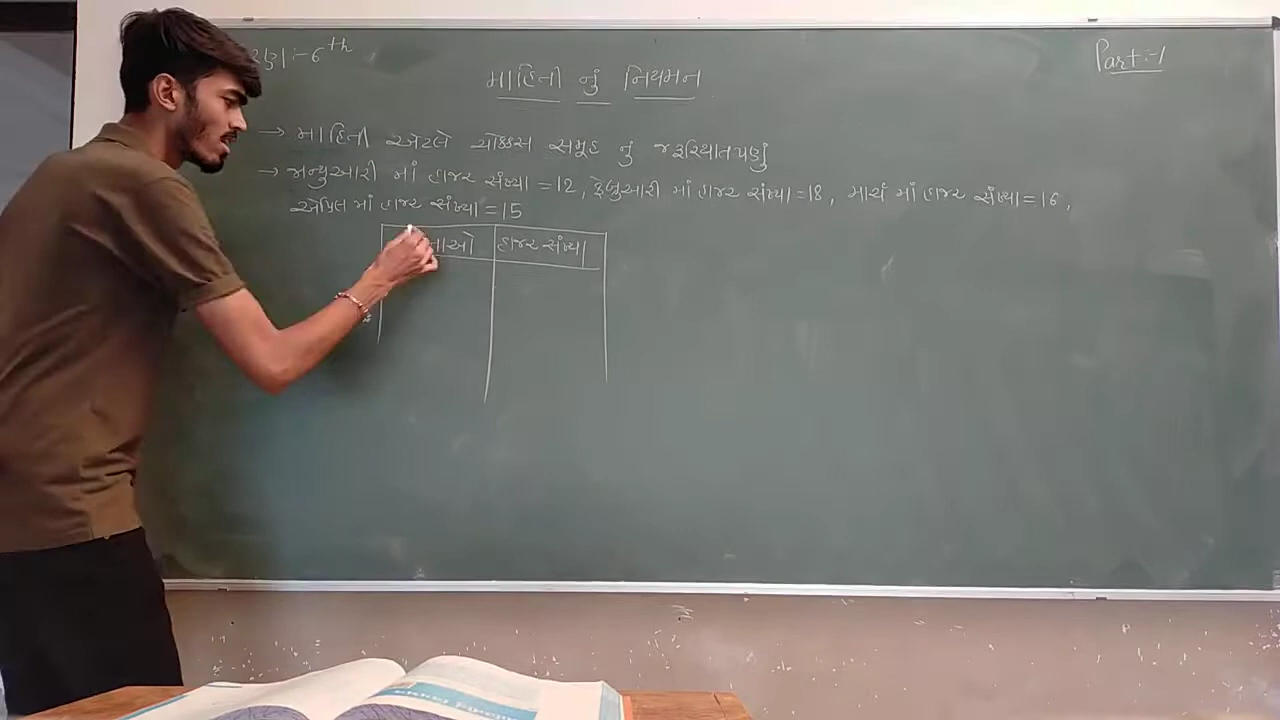 રણ :- 6th
Part :- 1
માહિતી નું નિયમન
→ માહિતી એટલે ચોક્કસ સમૂહ નું જરૂરિયાતપણું
→ જાન્યુઆરી માં હાજર સંખ્યા = 12, ફેબ્રુઆરી માં હાજર સંખ્યા = 18, માર્ચ માં હાજર સંખ્યા = 16,
એપ્રિલ માં હાજર સંખ્યા = 15
હાજર સંખ્યા